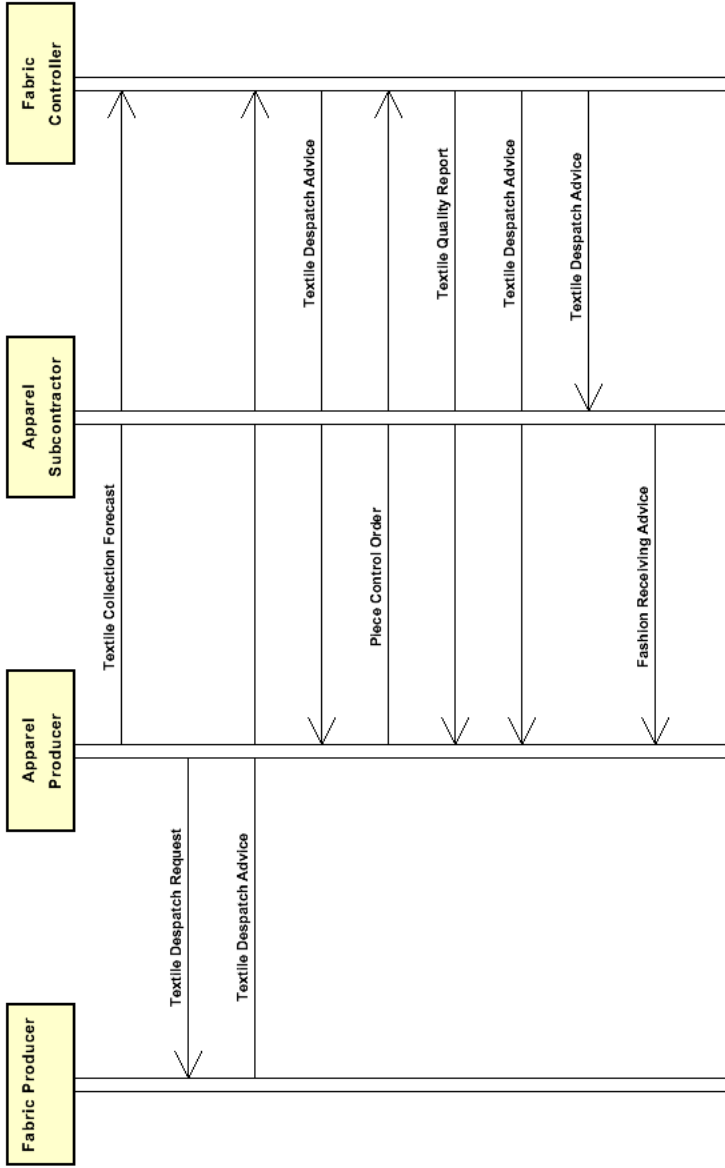 Fabric Producer
Apparel
Producer
Apparel
Subcontractor
Fabric
Controller
Textile Collection Forecast
Textile Despatch Request
Textile Despatch Advice
Textile Despatch Advice
Piece Control Order
Textile Quality Report
Textile Despatch Advice
Textile Despatch Advice
Fashion Receiving Advice